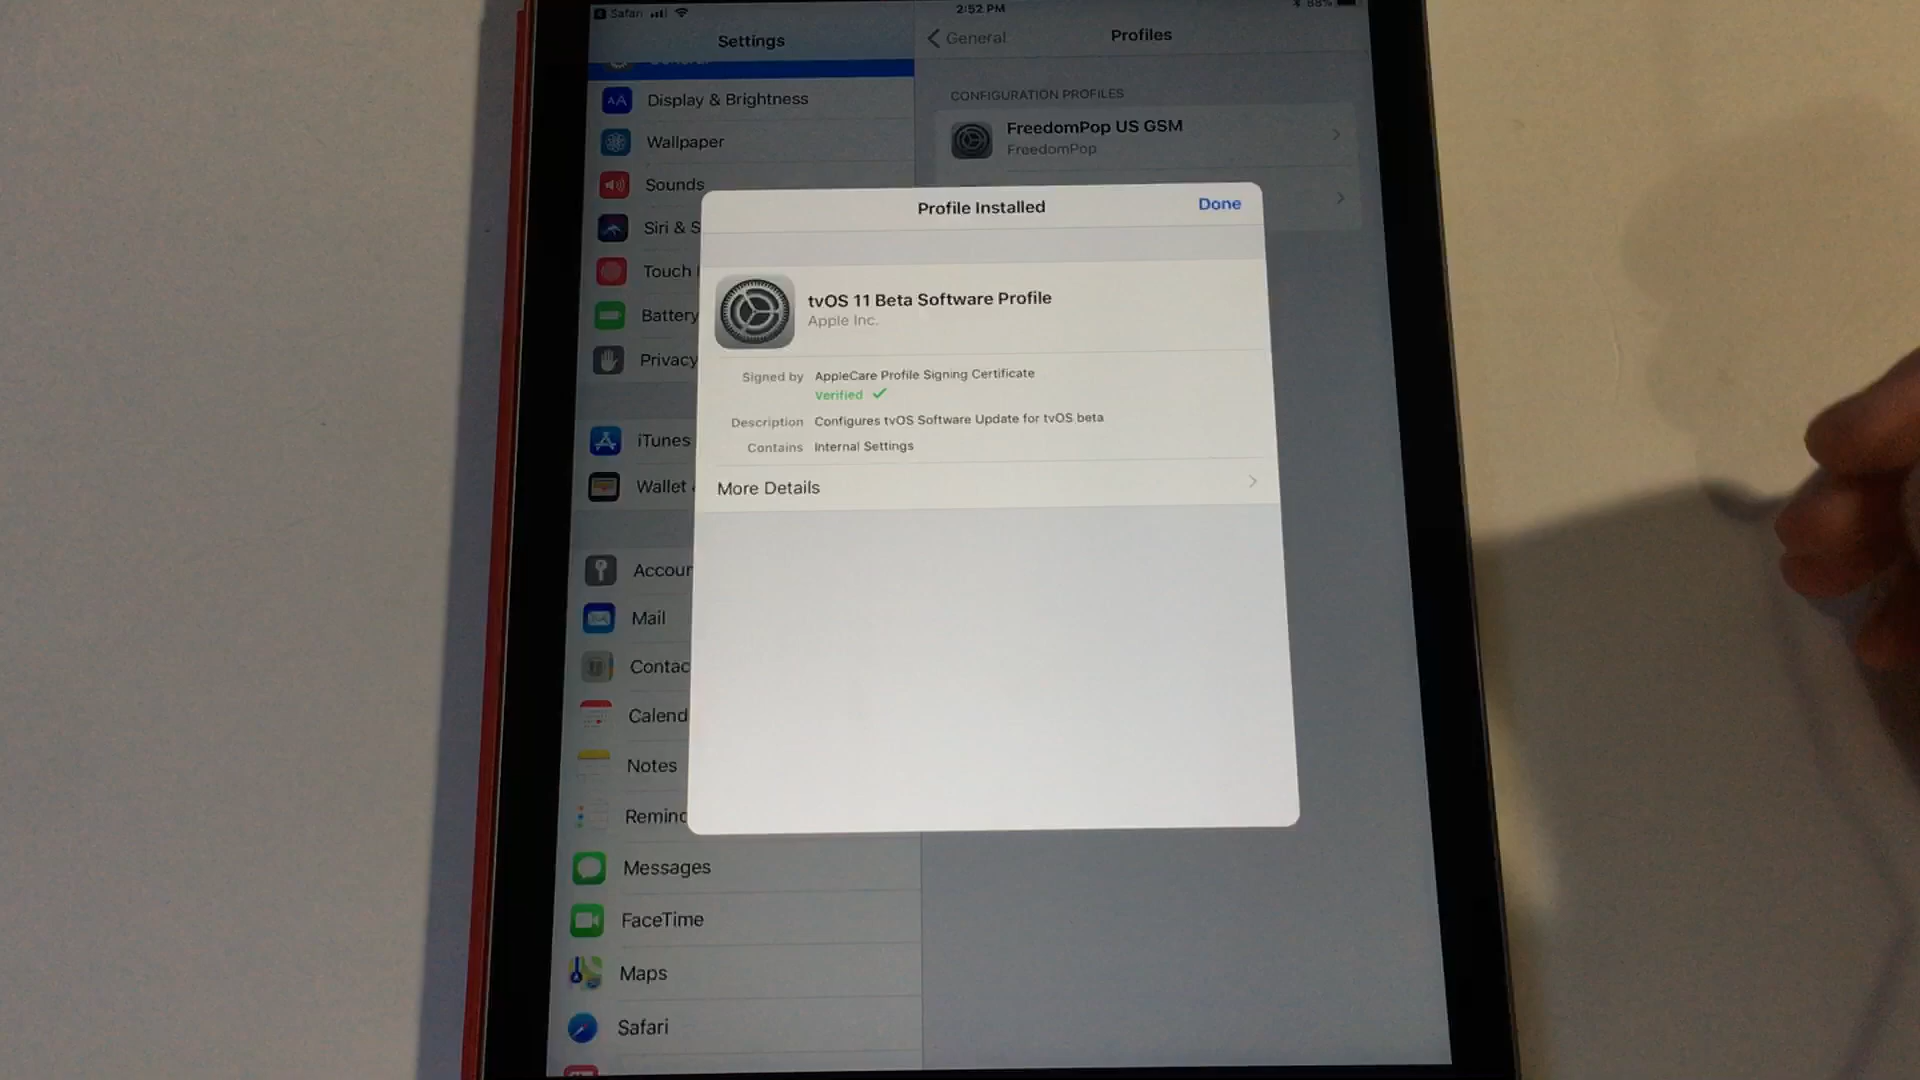 Safari
2:52 PM
88%
Settings
General
Profiles
General
Display & Brightness
Wallpaper
Sounds
Siri & S
Touch
Battery
Privacy
iTunes
Wallet
Accour
Mail
Contac
Calend
Notes
Reminc
Messages
FaceTime
Maps
Safari
CONFIGURATION PROFILES
FreedomPop US GSM
FreedomPop
Profile Installed
Done
tvOS 11 Beta Software Profile
Apple Inc.
Signed by AppleCare Profile Signing Certificate
Verified
Description Configures tvOS Software Update for tvOS beta
Contains Internal Settings
More Details